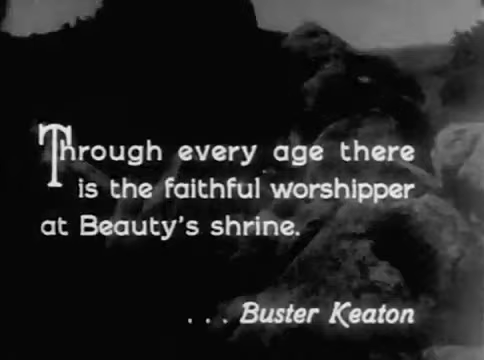 Through every age there
is the faithful worshipper
at Beauty's shrine.
... Buster Keaton